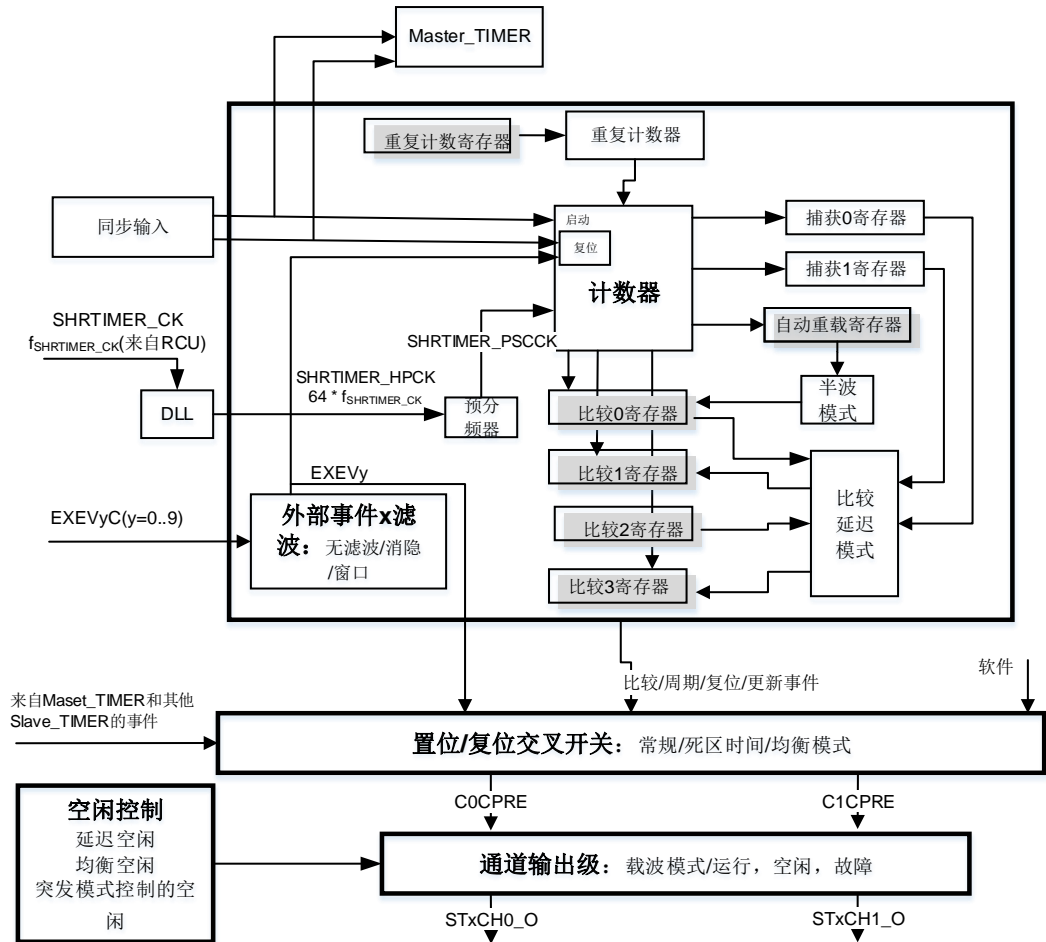 Master_TIMER
重复计数寄存器
重复计数器
同步输入
启动
复位
计数器
捕获0寄存器
捕获1寄存器
自动重载寄存器
半波
模式
SHRTIMER_CK
fSHRTIMER_CK(来自RCU)
SHRTIMER_PSCCK
DLL
SHRTIMER_HPCK
64 * fSHRTIMER_CK
预分
频器
比较0寄存器
比较1寄存器
比较2寄存器
比较3寄存器
比较
延迟
模式
EXEVy
EXEVyC(y=0..9)
外部事件x滤
波：无滤波/消隐
/窗口
比较/周期/复位/更新事件
软件
来自Maset_TIMER和其他
Slave_TIMER的事件
置位/复位交叉开关：常规/死区时间/均衡模式
C0CPRE
C1CPRE
空闲控制
延迟空闲
均衡空闲
突发模式控制的空
闲
通道输出级：载波模式/运行，空闲，故障
STxCH0_O
STxCH1_O